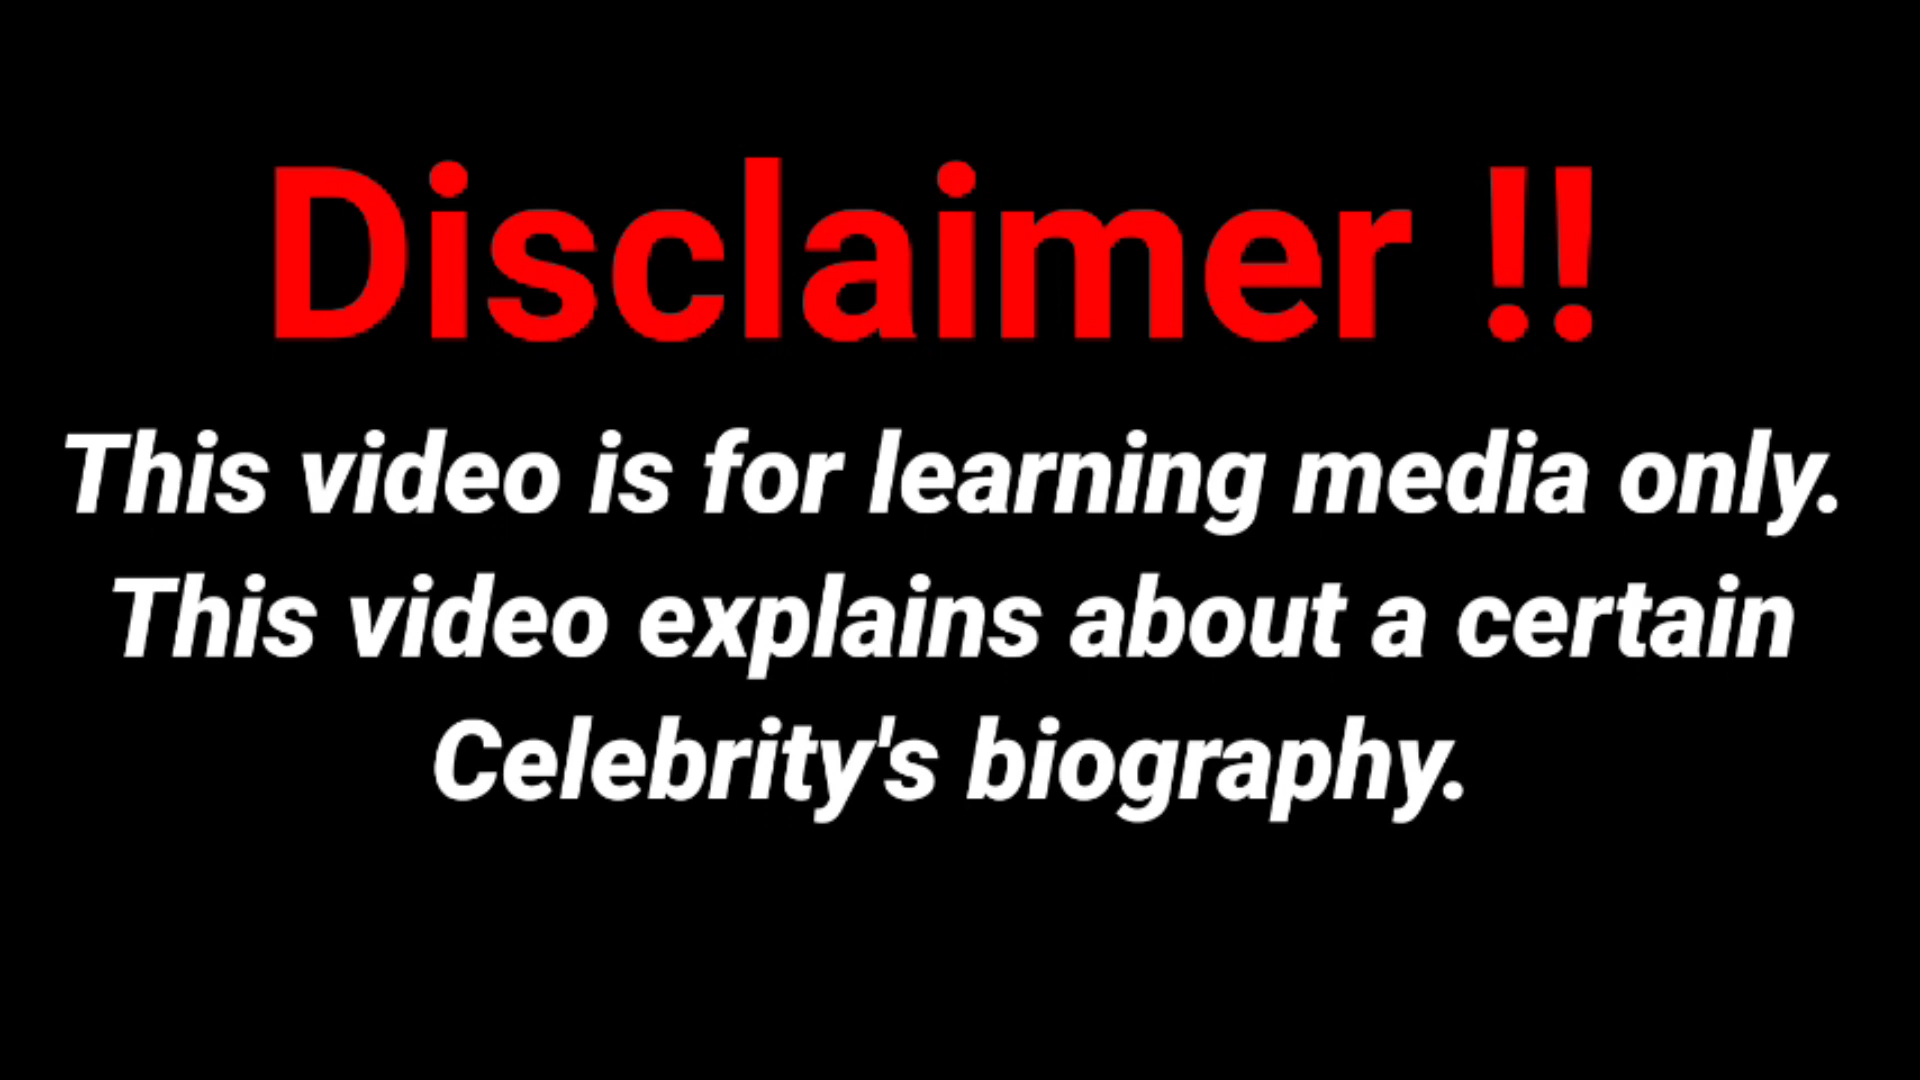 Disclaimer !!
This video is for learning media only.
This video explains about a certain
Celebrity's biography.